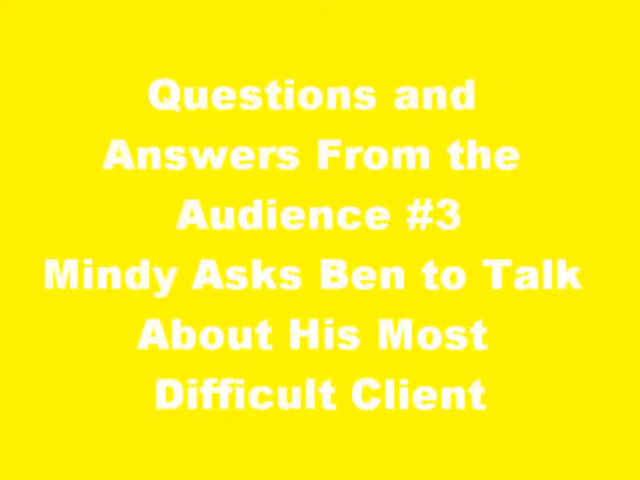 Questions and
Answers From the
Audience #3
Mindy Asks Ben to Talk
About His Most
Difficult Client